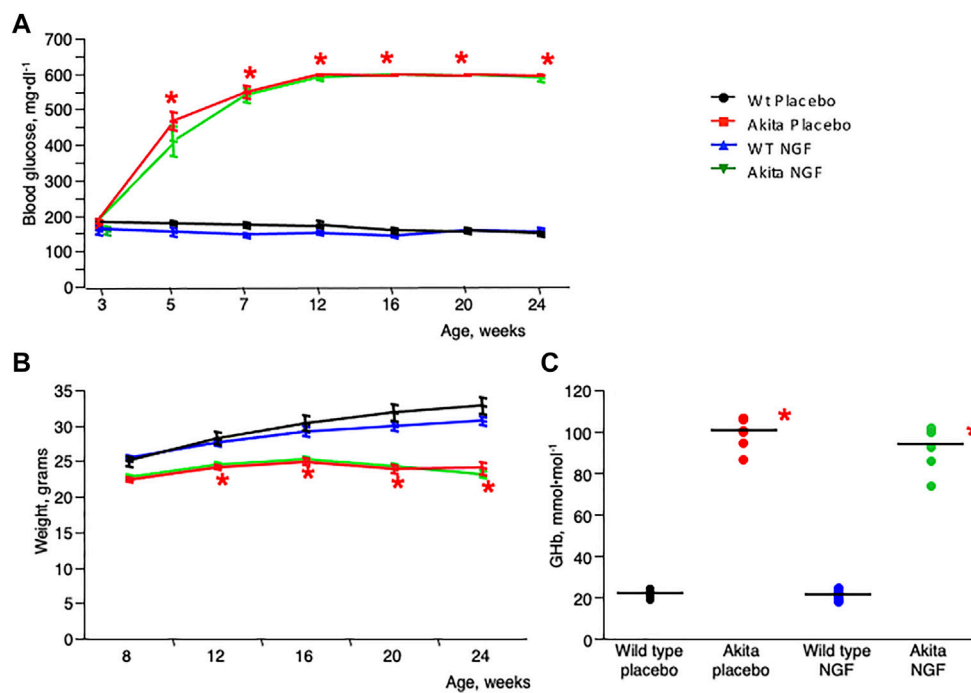 A
Blood glucose, mg•dl-1
700
600
500
400
300
200
100
0
* * * * * *
3 5 7 12 16 20 24
Age, weeks
Wt Placebo
Akita Placebo
WT NGF
Akita NGF
B
Weight, grams
35
30
25
20
15
10
5
0
* * * *
8 12 16 20 24
Age, weeks
C
GHb, mmol•mol-1
120
100
80
60
40
20
0
* *
Wild type Akita Wild type Akita
placebo placebo NGF NGF